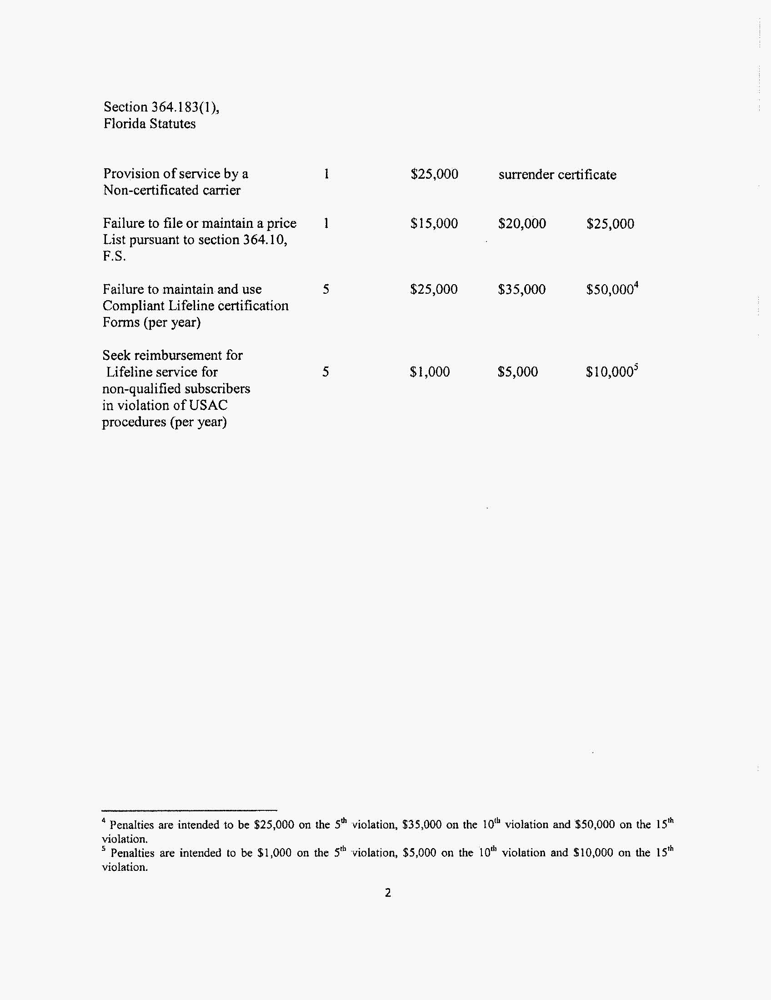 Section 364.183(1),
Florida Statutes
Provision of service by a 1 $25,000 surrender certificate
Non-certificated carrier
Failure to file or maintain a price 1 $15,000 $20,000 $25,000
List pursuant to section 364.10,
F.S.
Failure to maintain and use 5 $25,000 $35,000 $50,000⁴
Compliant Lifeline certification
Forms (per year)
Seek reimbursement for
Lifeline service for 5 $1,000 $5,000 $10,000⁵
non-qualified subscribers
in violation of USAC
procedures (per year)
⁴ Penalties are intended to be $25,000 on the 5th violation, $35,000 on the 10th violation and $50,000 on the 15th
violation.
⁵ Penalties are intended to be $1,000 on the 5th violation, $5,000 on the 10th violation and $10,000 on the 15th
violation.
2